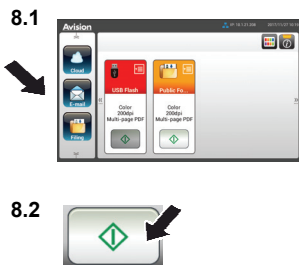 8.1
Avision
Cloud
E-mail
Filing
USB Flash
Color
200dpi
Multi-page PDF
Public Fo...
Color
200dpi
Multi-page PDF
8.2